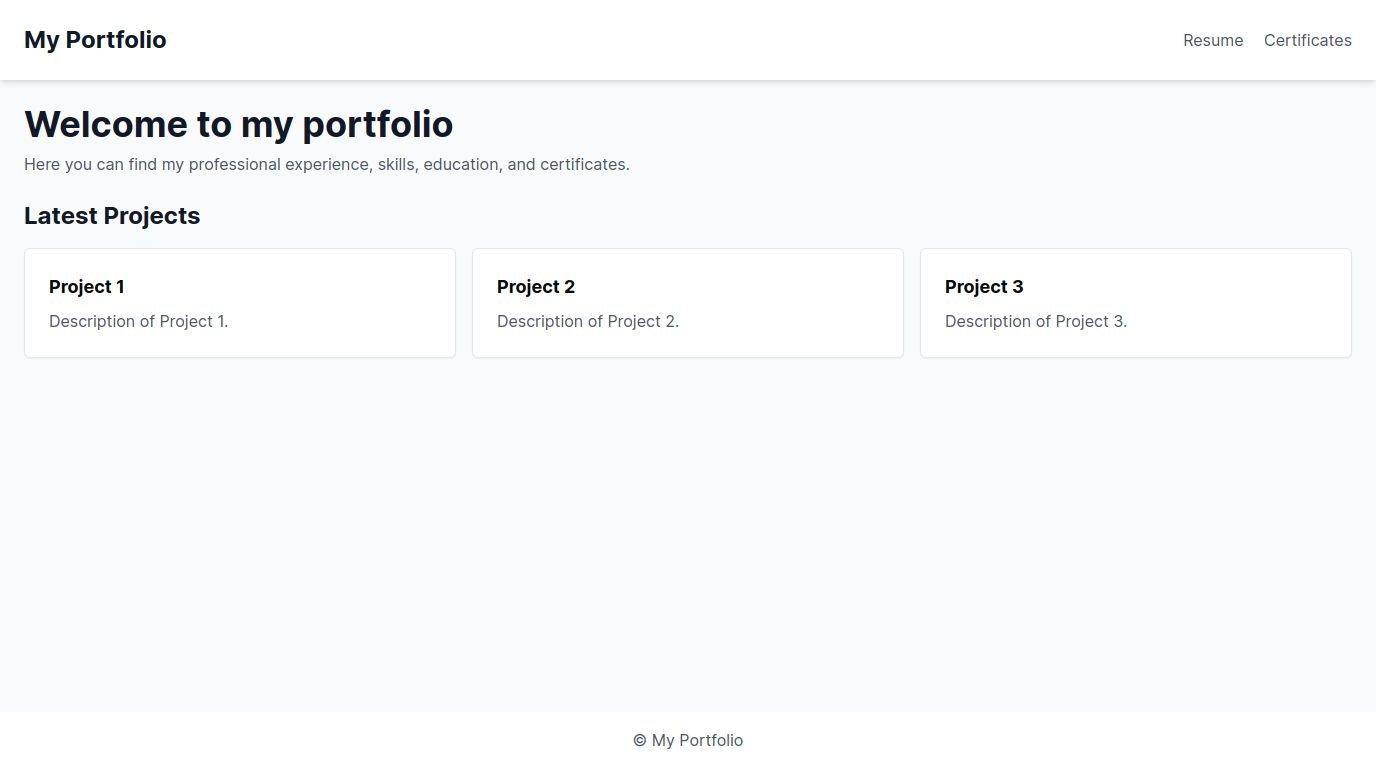 My Portfolio
Resume Certificates
Welcome to my portfolio
Here you can find my professional experience, skills, education, and certificates.
Latest Projects
Project 1
Description of Project 1.
Project 2
Description of Project 2.
Project 3
Description of Project 3.
© My Portfolio